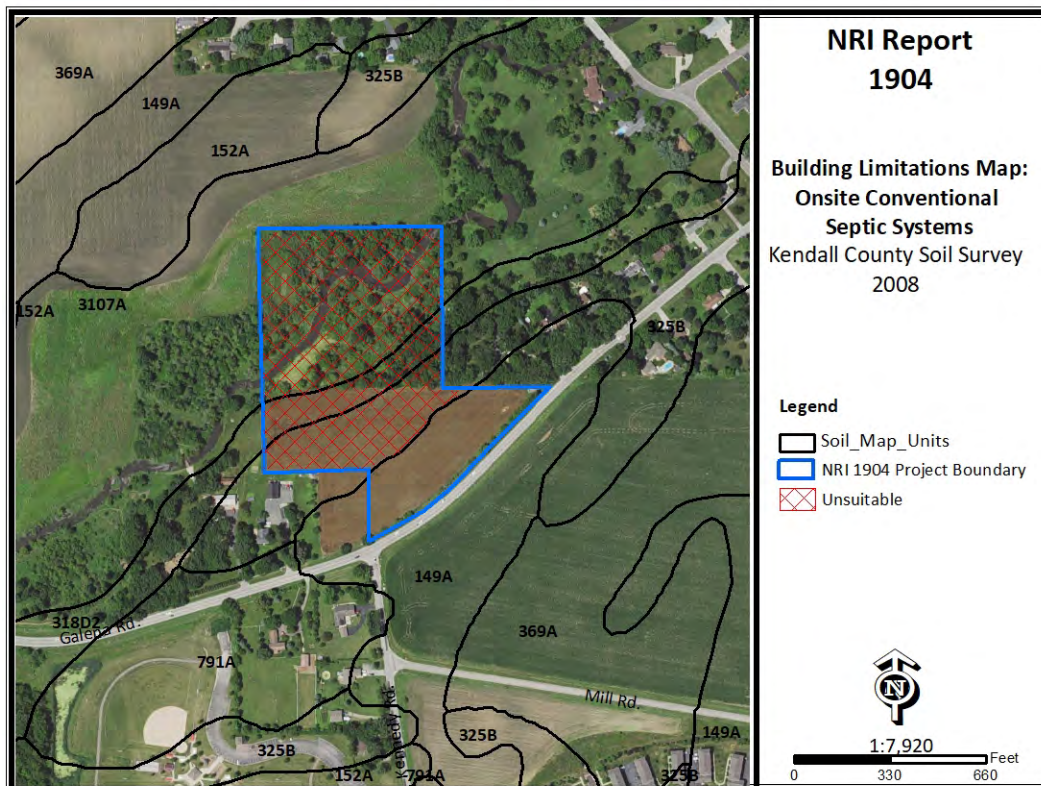 369A
149A
325B
152A
152A
3107A
325B
149A
369A
318D2
Galena Rd.
791A
Mill Rd.
Kennedy Rd.
325B
325B
149A
152A
791A
325B
NRI Report
1904
Building Limitations Map:
Onsite Conventional
Septic Systems
Kendall County Soil Survey
2008
Legend
Soil_Map_Units
NRI 1904 Project Boundary
Unsuitable
N
1:7,920
Feet
0 330 660